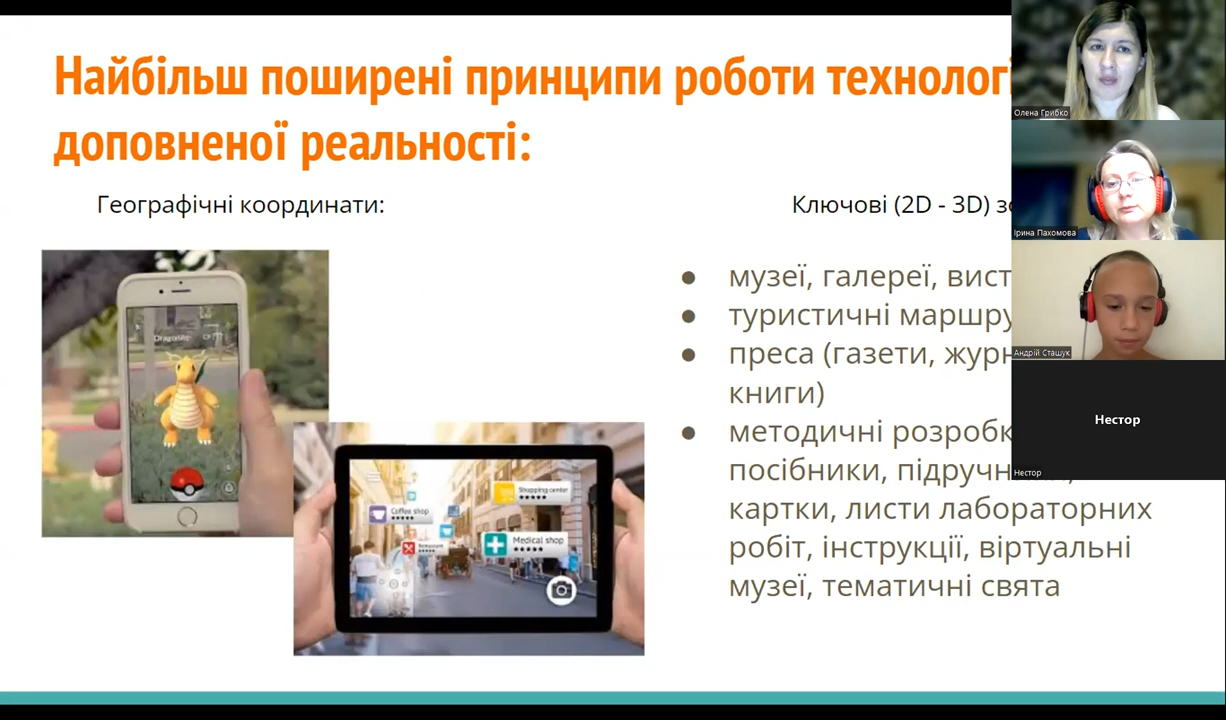 Найбільш поширені принципи роботи технологі
доповненої реальності:
Географічні координати:
Dragonite
CP ???
Shopping center
Coffee shop
Restaurant
Medical shop
Ключові (2D - 3D) з
музеї, галереї, вист
туристичні маршру
преса (газети, журн
книги)
методичні розробк
посібники, підручн
картки, листи лабораторних
робіт, інструкції, віртуальні
музеї, тематичні свята
Олена Грибко
Ірина Пахомова
Андрій Сташук
Нестор
Нестор